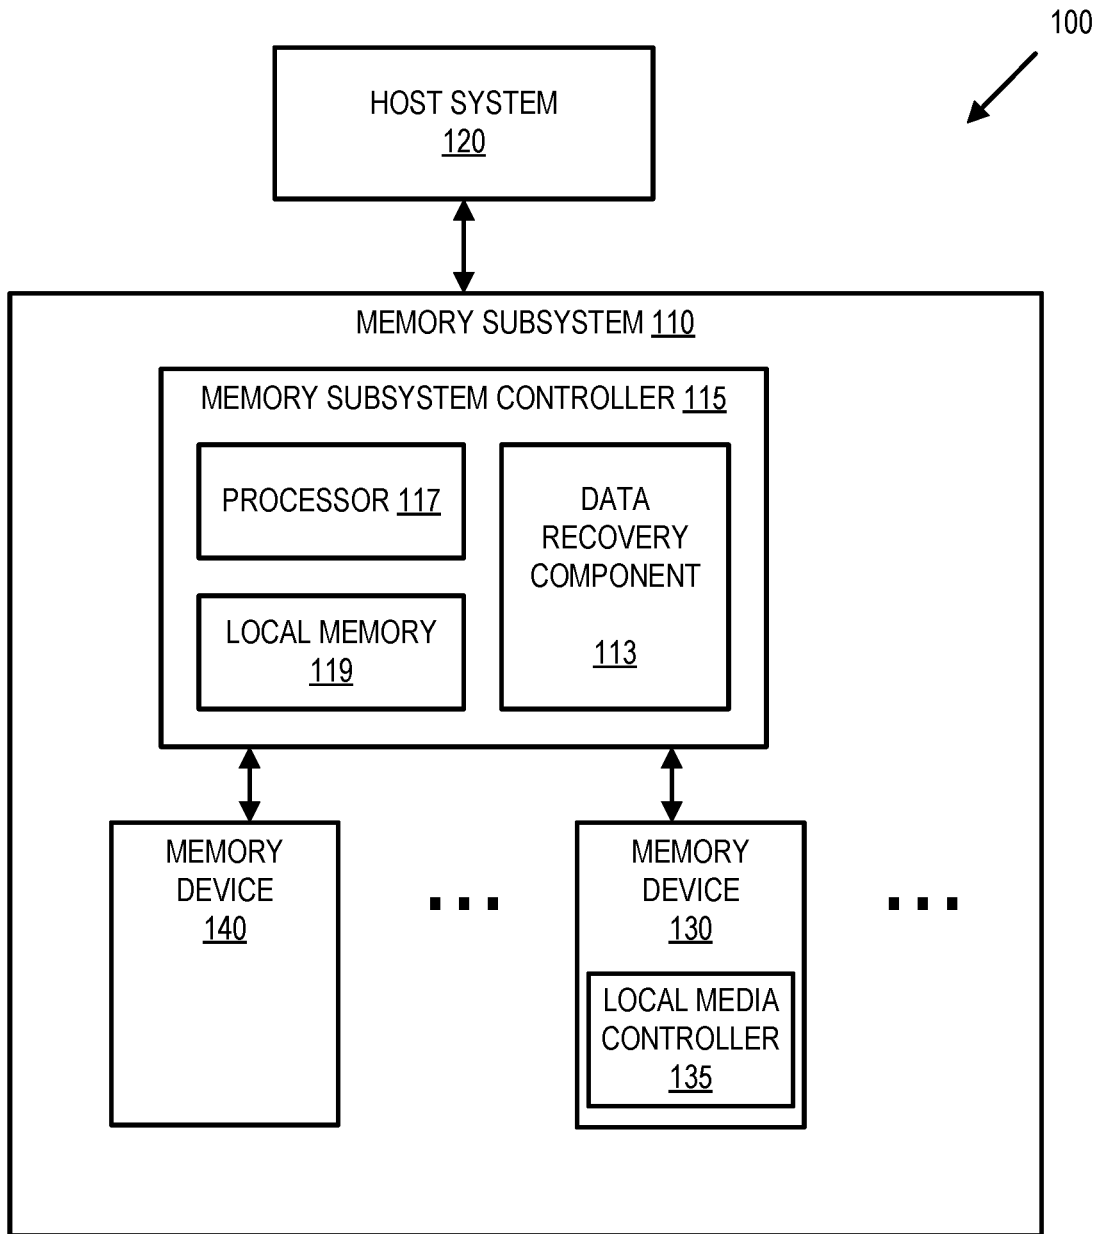 100
HOST SYSTEM
120
MEMORY SUBSYSTEM 110
MEMORY SUBSYSTEM CONTROLLER 115
PROCESSOR 117
DATA
RECOVERY
COMPONENT
113
LOCAL MEMORY
119
MEMORY
DEVICE
140
MEMORY
DEVICE
130
LOCAL MEDIA
CONTROLLER
135